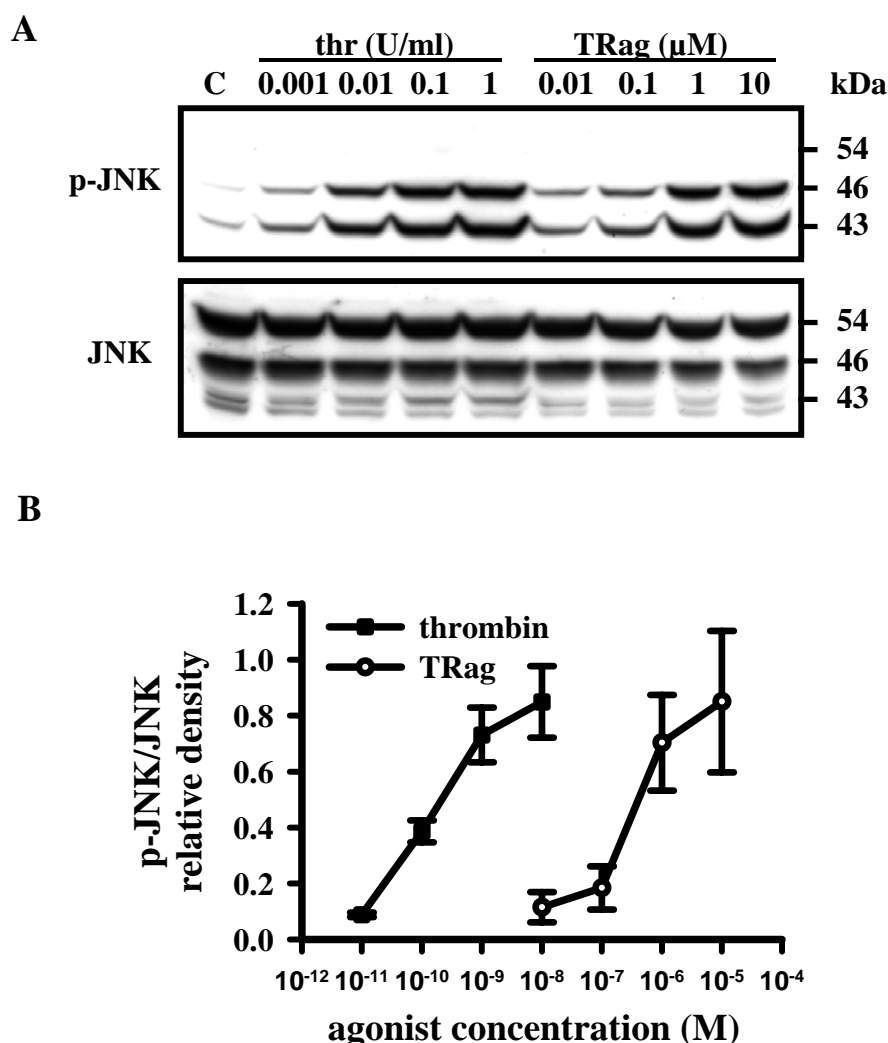 A
thr (U/ml) TRag (µM)
C 0.001 0.01 0.1 1 0.01 0.1 1 10 kDa
p-JNK
54
46
43
JNK
54
46
43
B
p-JNK/JNK
relative density
1.2
1.0
0.8
0.6
0.4
0.2
0.0
thrombin
TRag
10⁻¹² 10⁻¹¹ 10⁻¹⁰ 10⁻⁹ 10⁻⁸ 10⁻⁷ 10⁻⁶ 10⁻⁵ 10⁻⁴
agonist concentration (M)